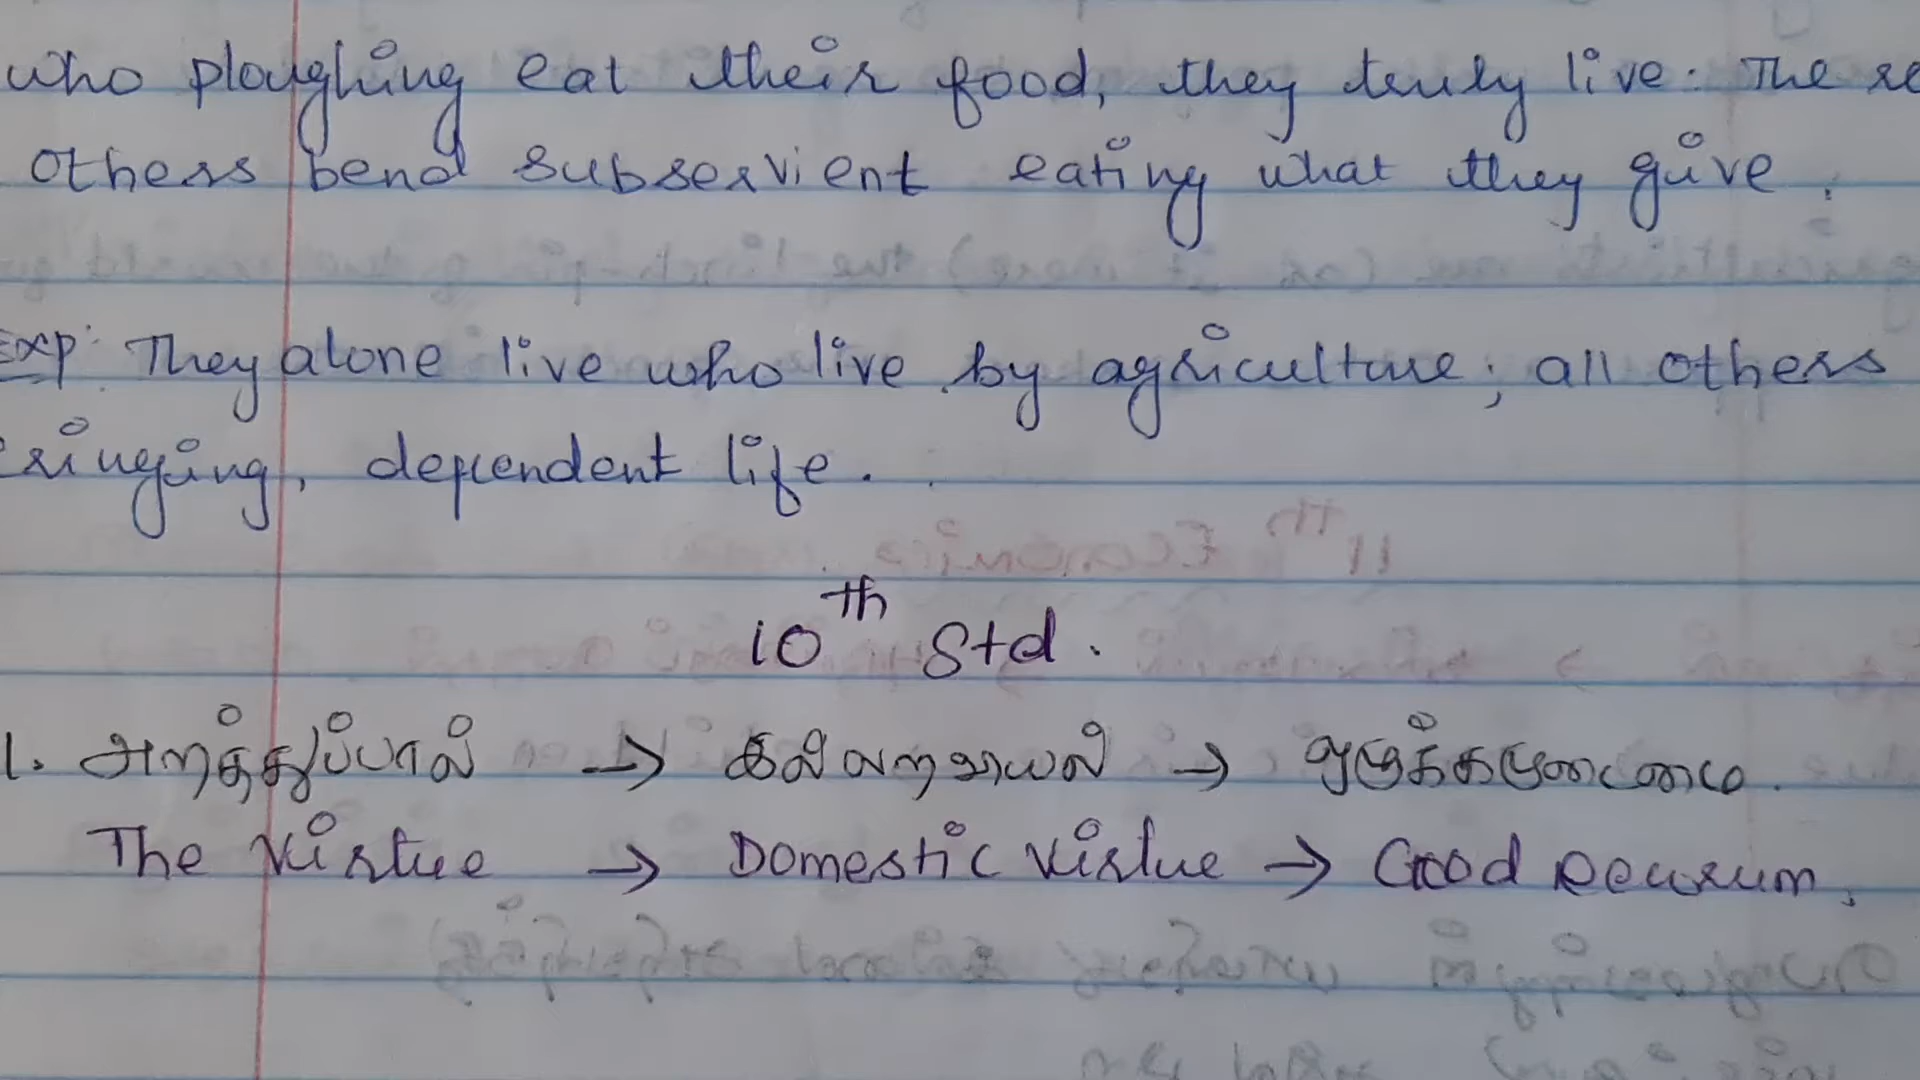 who ploughing eat their food, they truly live. The re
others bend subservient eating what they give.
Exp: They alone live who live by agriculture; all others
cringing, dependent life.
10th Std.
1. அறத்துப்பால் → இல்லறவியல் → ஒழுக்கமுடைமை.
The Virtue → Domestic Virtue → Good Decurum.